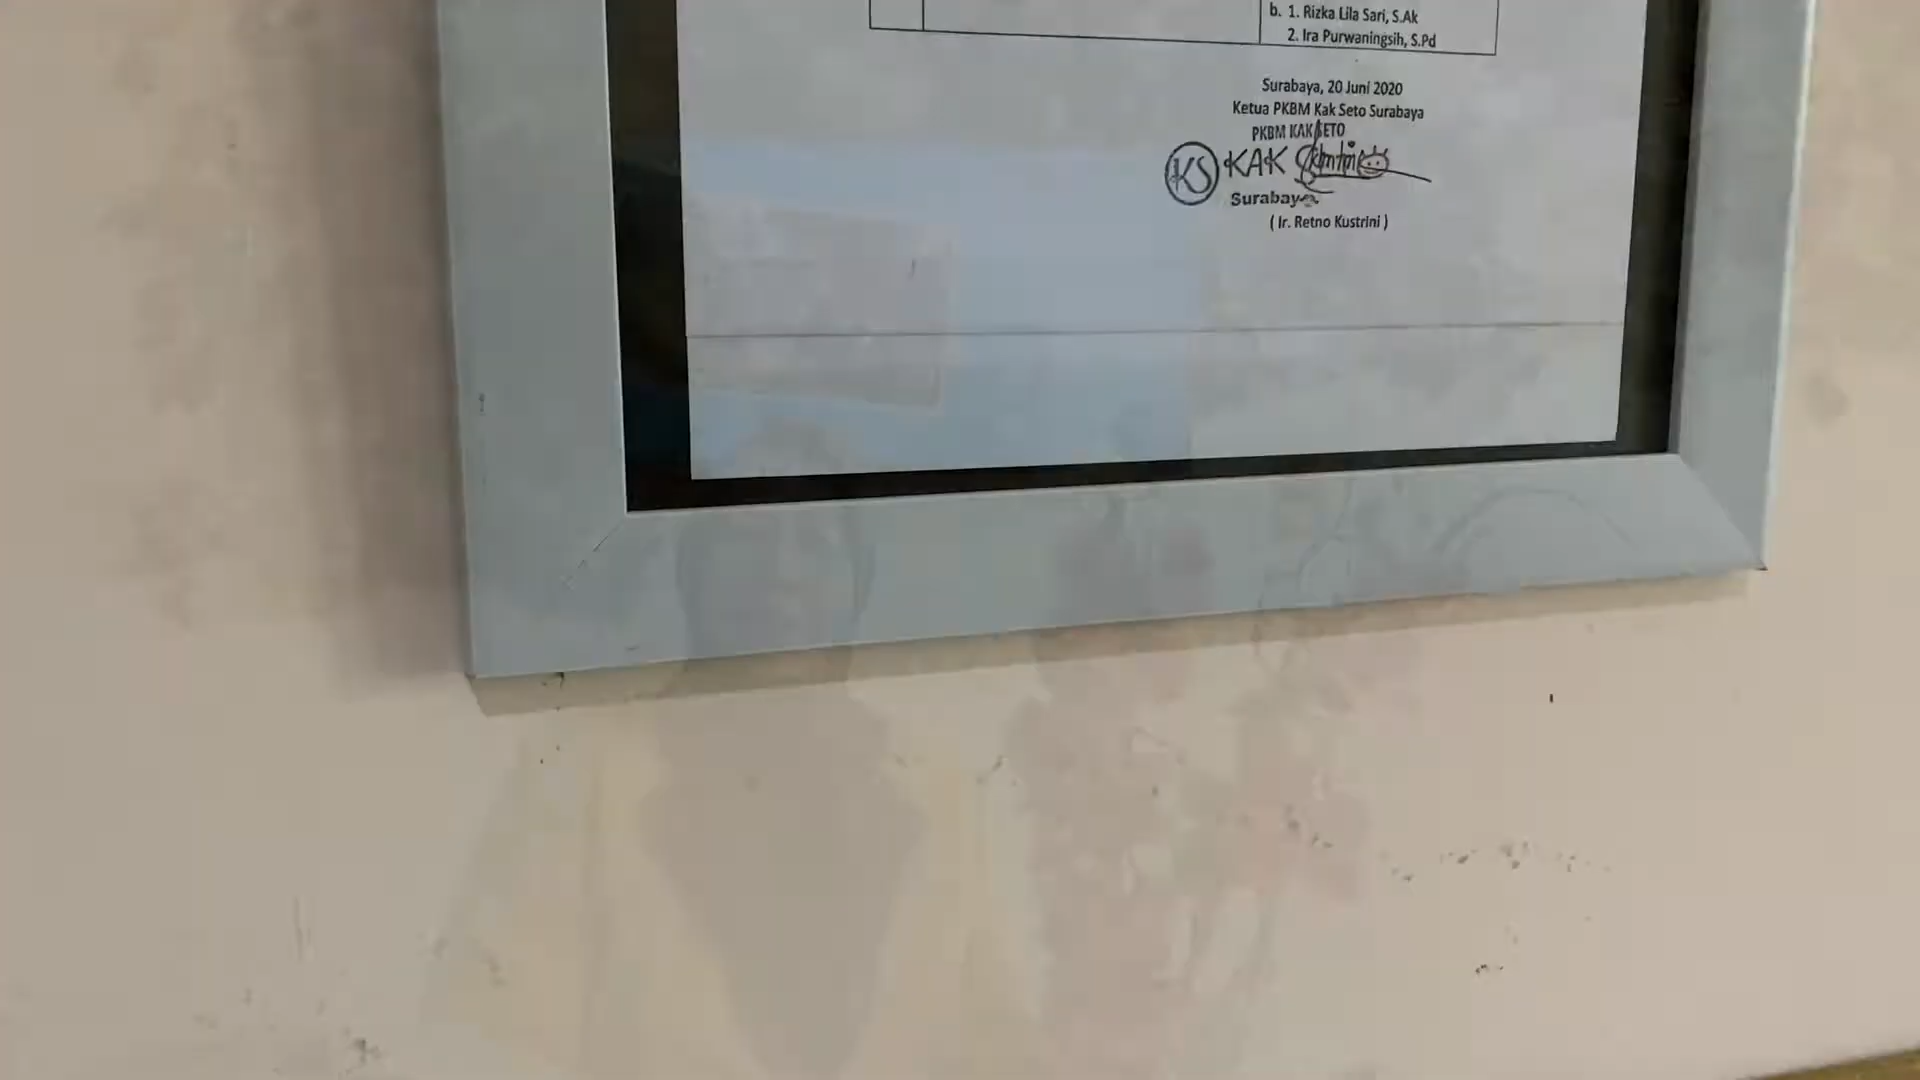 b. 1. Rizka Lila Sari, S.Ak
2. Ira Purwaningsih, S.Pd
Surabaya, 20 Juni 2020
Ketua PKBM Kak Seto Surabaya
PKBM KAK SETO
KS KAK
Surabaya
( Ir. Retno Kustrini )